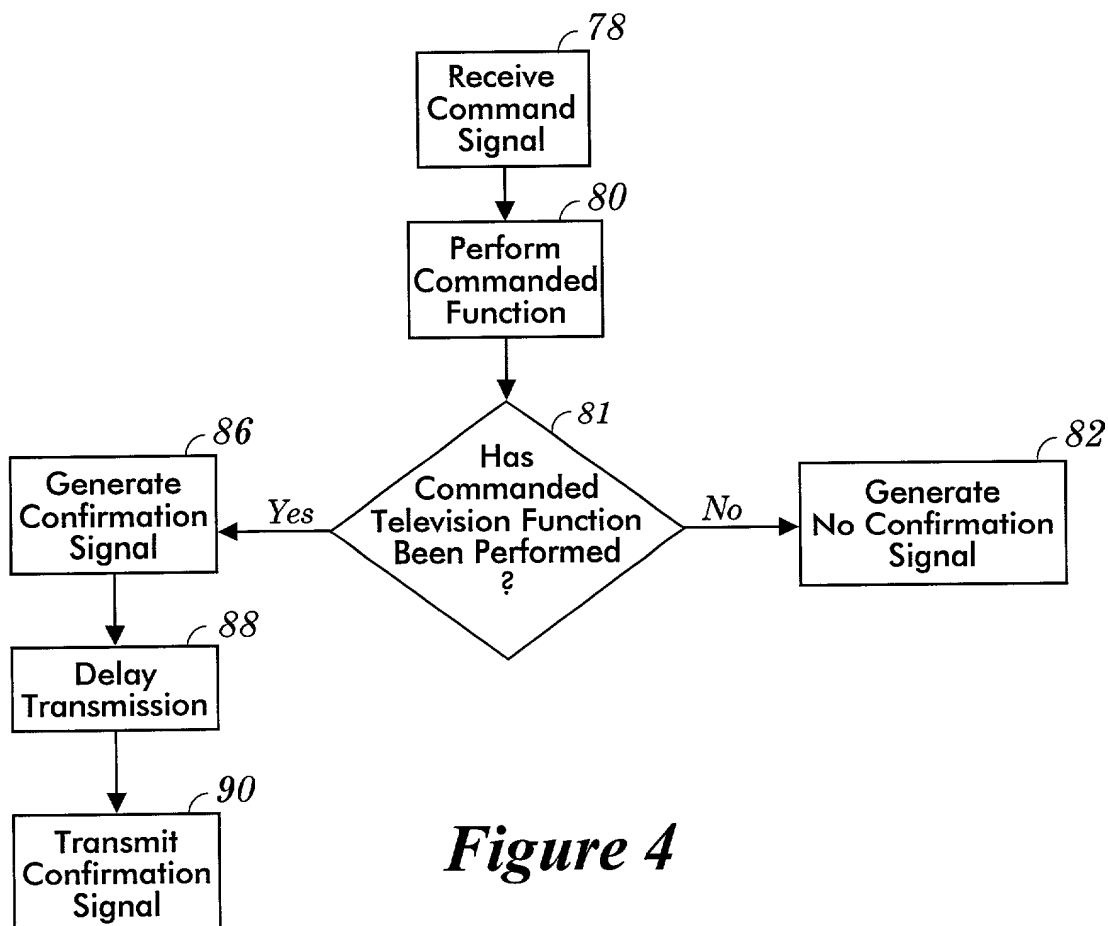 78
Receive
Command
Signal
80
Perform
Commanded
Function
81
Has
Commanded
Television Function
Been Performed
?
Yes
No
86
Generate
Confirmation
Signal
82
Generate
No Confirmation
Signal
88
Delay
Transmission
90
Transmit
Confirmation
Signal
Figure 4